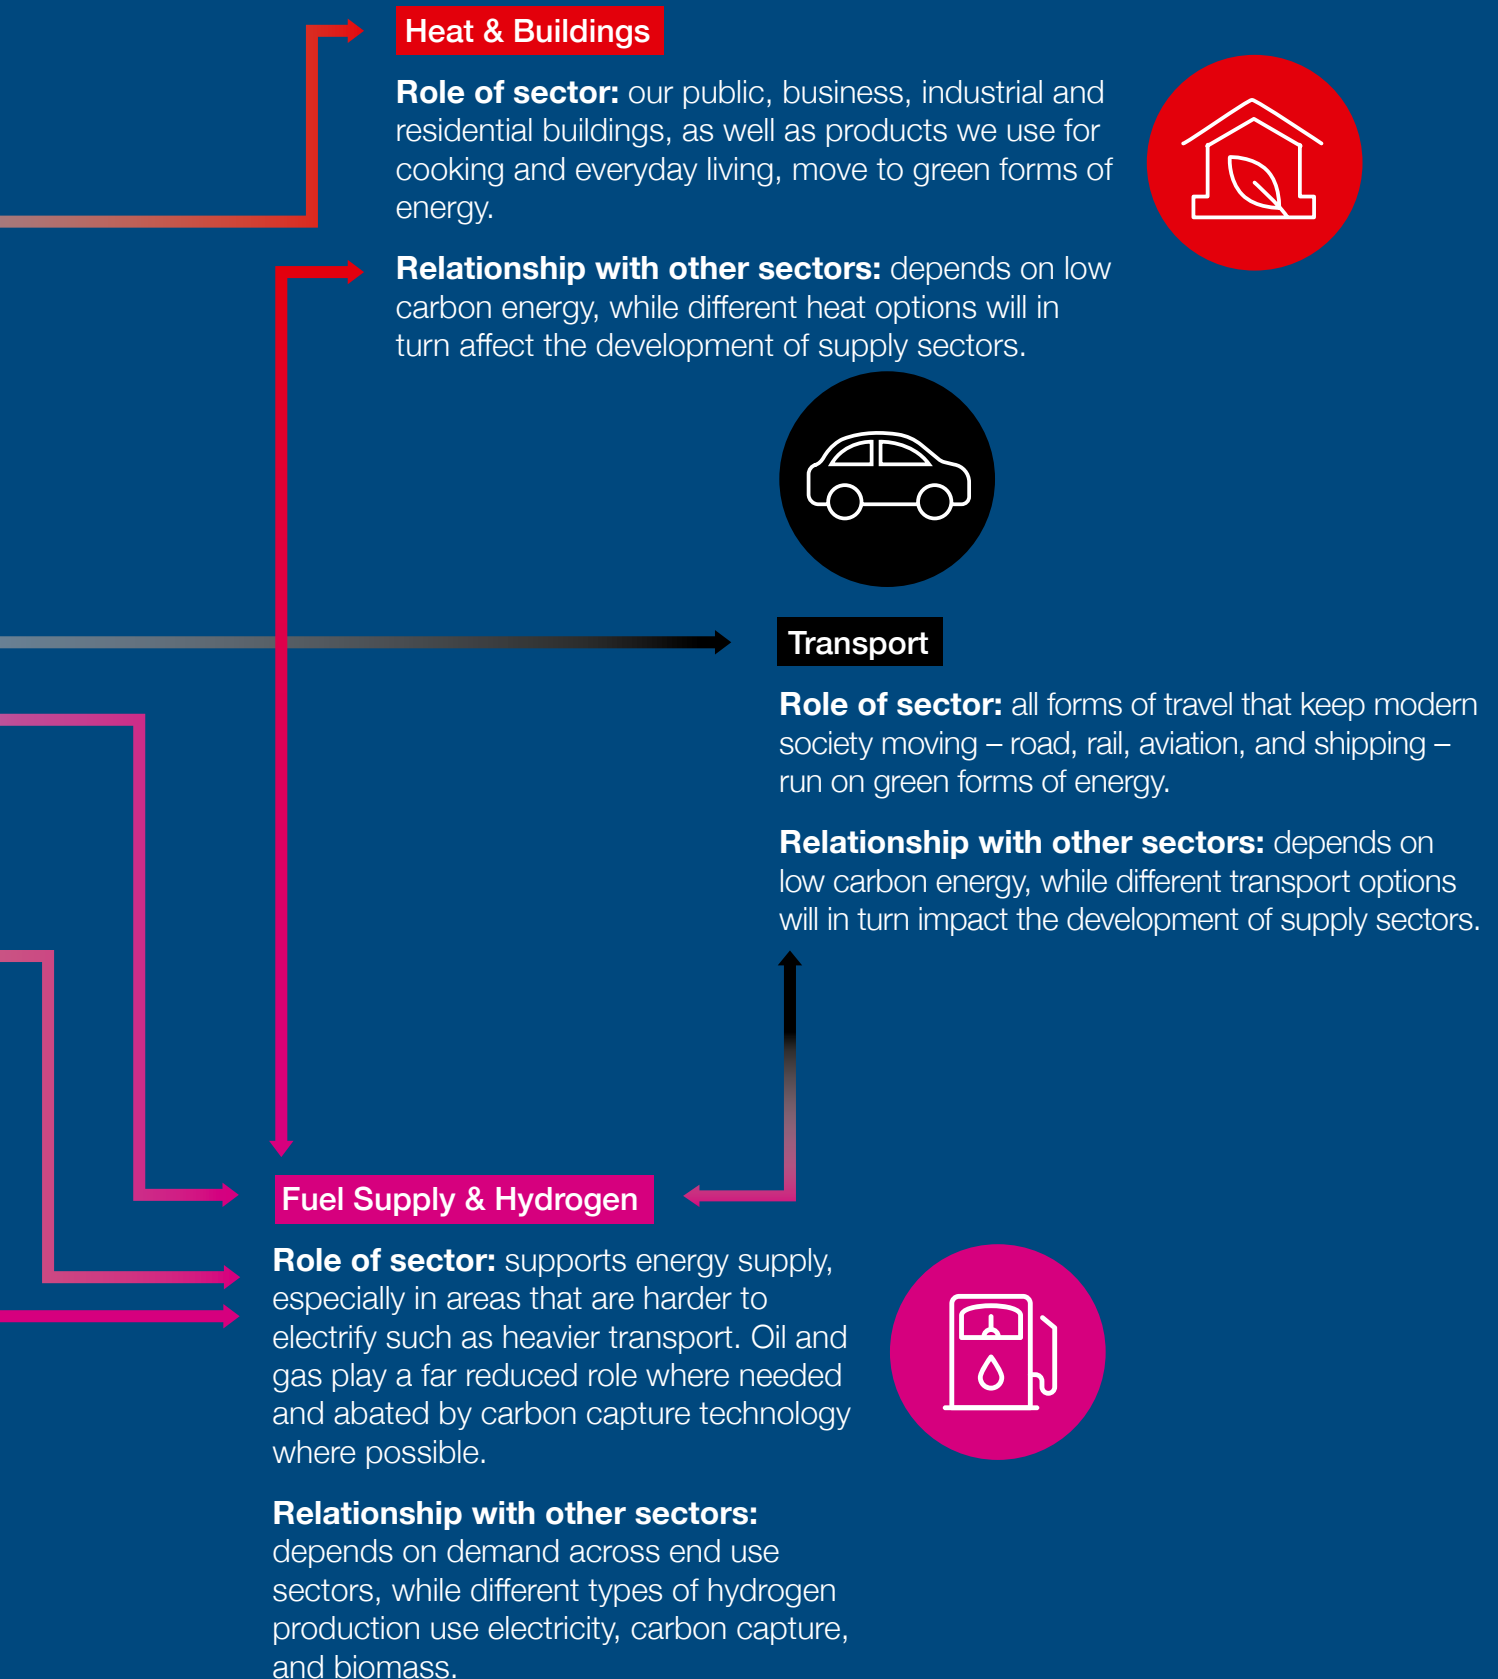 Heat & Buildings
Role of sector: our public, business, industrial and
residential buildings, as well as products we use for
cooking and everyday living, move to green forms of
energy.
Relationship with other sectors: depends on low
carbon energy, while different heat options will in
turn affect the development of supply sectors.
Transport
Role of sector: all forms of travel that keep modern
society moving – road, rail, aviation, and shipping –
run on green forms of energy.
Relationship with other sectors: depends on
low carbon energy, while different transport options
will in turn impact the development of supply sectors.
Fuel Supply & Hydrogen
Role of sector: supports energy supply,
especially in areas that are harder to
electrify such as heavier transport. Oil and
gas play a far reduced role where needed
and abated by carbon capture technology
where possible.
Relationship with other sectors:
depends on demand across end use
sectors, while different types of hydrogen
production use electricity, carbon capture,
and biomass.